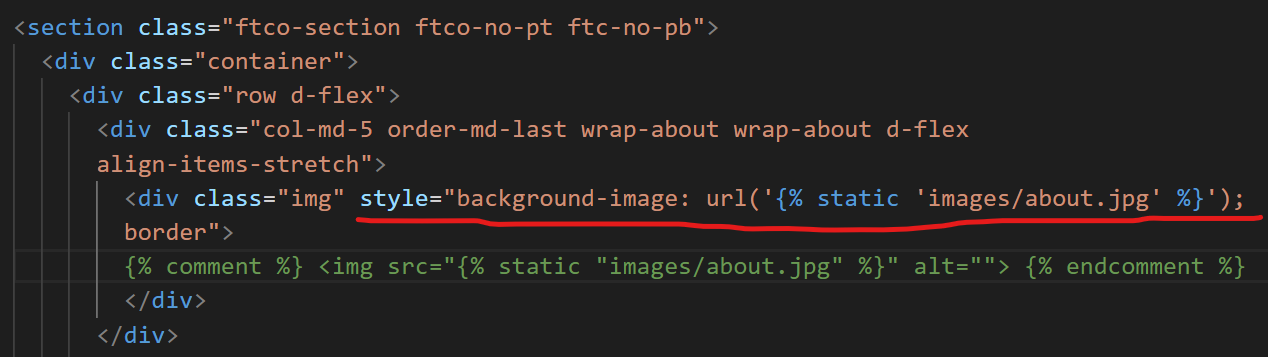 <section class="ftco-section ftco-no-pt ftc-no-pb">
<div class="container">
<div class="row d-flex">
<div class="col-md-5 order-md-last wrap-about wrap-about d-flex
align-items-stretch">
<div class="img" style="background-image: url('{% static 'images/about.jpg' %}');
border">
{% comment %} <img src="{% static "images/about.jpg" %}" alt=""> {% endcomment %}
</div>
</div>